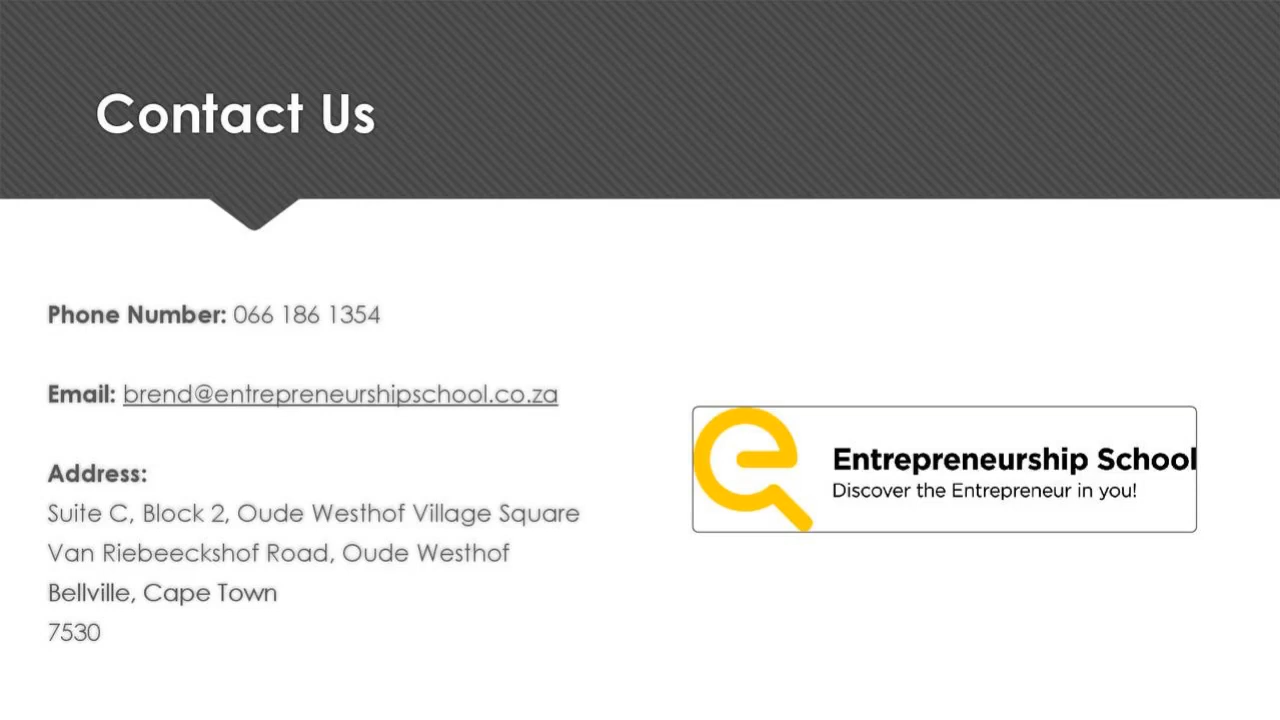 Contact Us
Phone Number: 066 186 1354
Email: brend@entrepreneurshipschool.co.za
Address:
Suite C, Block 2, Oude Westhof Village Square
Van Riebeeckshof Road, Oude Westhof
Bellville, Cape Town
7530
Entrepreneurship School
Discover the Entrepreneur in you!